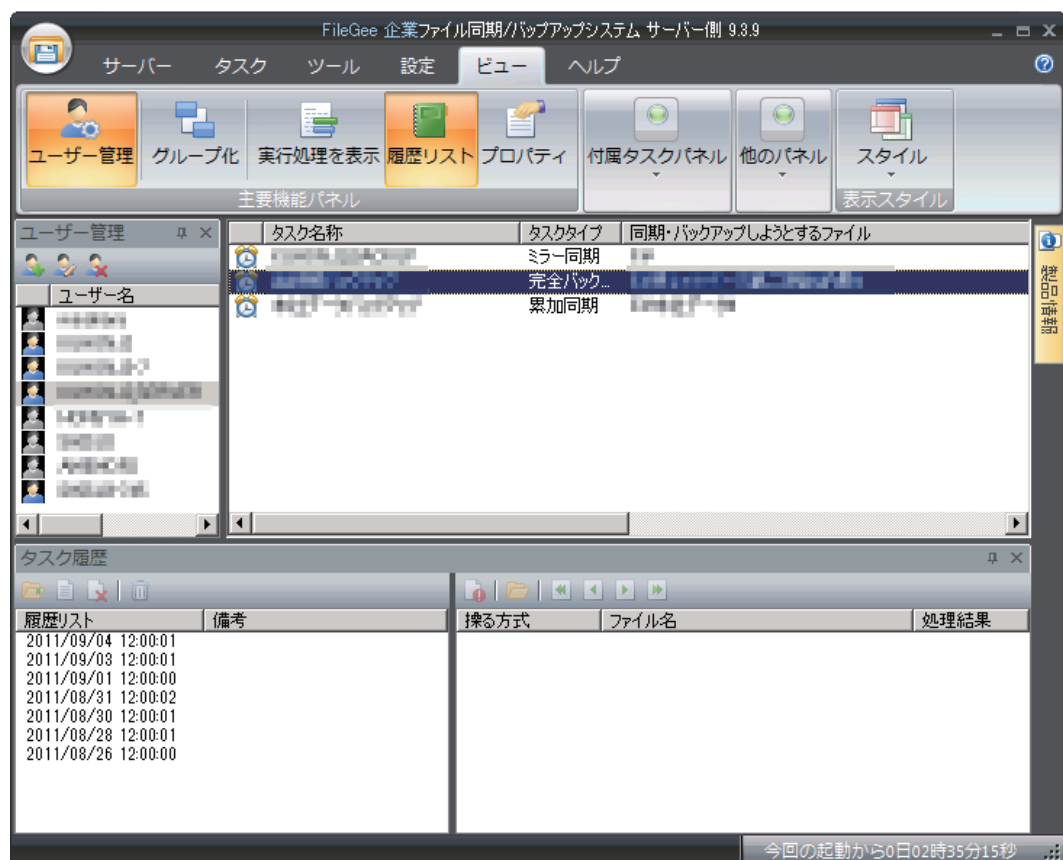 FileGee 企業ファイル同期/バップアップシステム サーバー側 9.3.9
サーバー タスク ツール 設定 ビュー ヘルプ
ユーザー管理 グループ化 実行処理を表示 履歴リスト プロパティ 付属タスクパネル 他のパネル スタイル
主要機能パネル 表示スタイル
ユーザー管理
ユーザー名
タスク名称 タスクタイプ 同期・バックアップしようとするファイル
ミラー同期
完全バック...
累加同期
製品情報
タスク履歴
履歴リスト 備考 操る方式 ファイル名 処理結果
2011/09/04 12:00:01
2011/09/03 12:00:01
2011/09/01 12:00:00
2011/08/31 12:00:02
2011/08/30 12:00:01
2011/08/28 12:00:01
2011/08/26 12:00:00
今回の起動から0日02時35分15秒